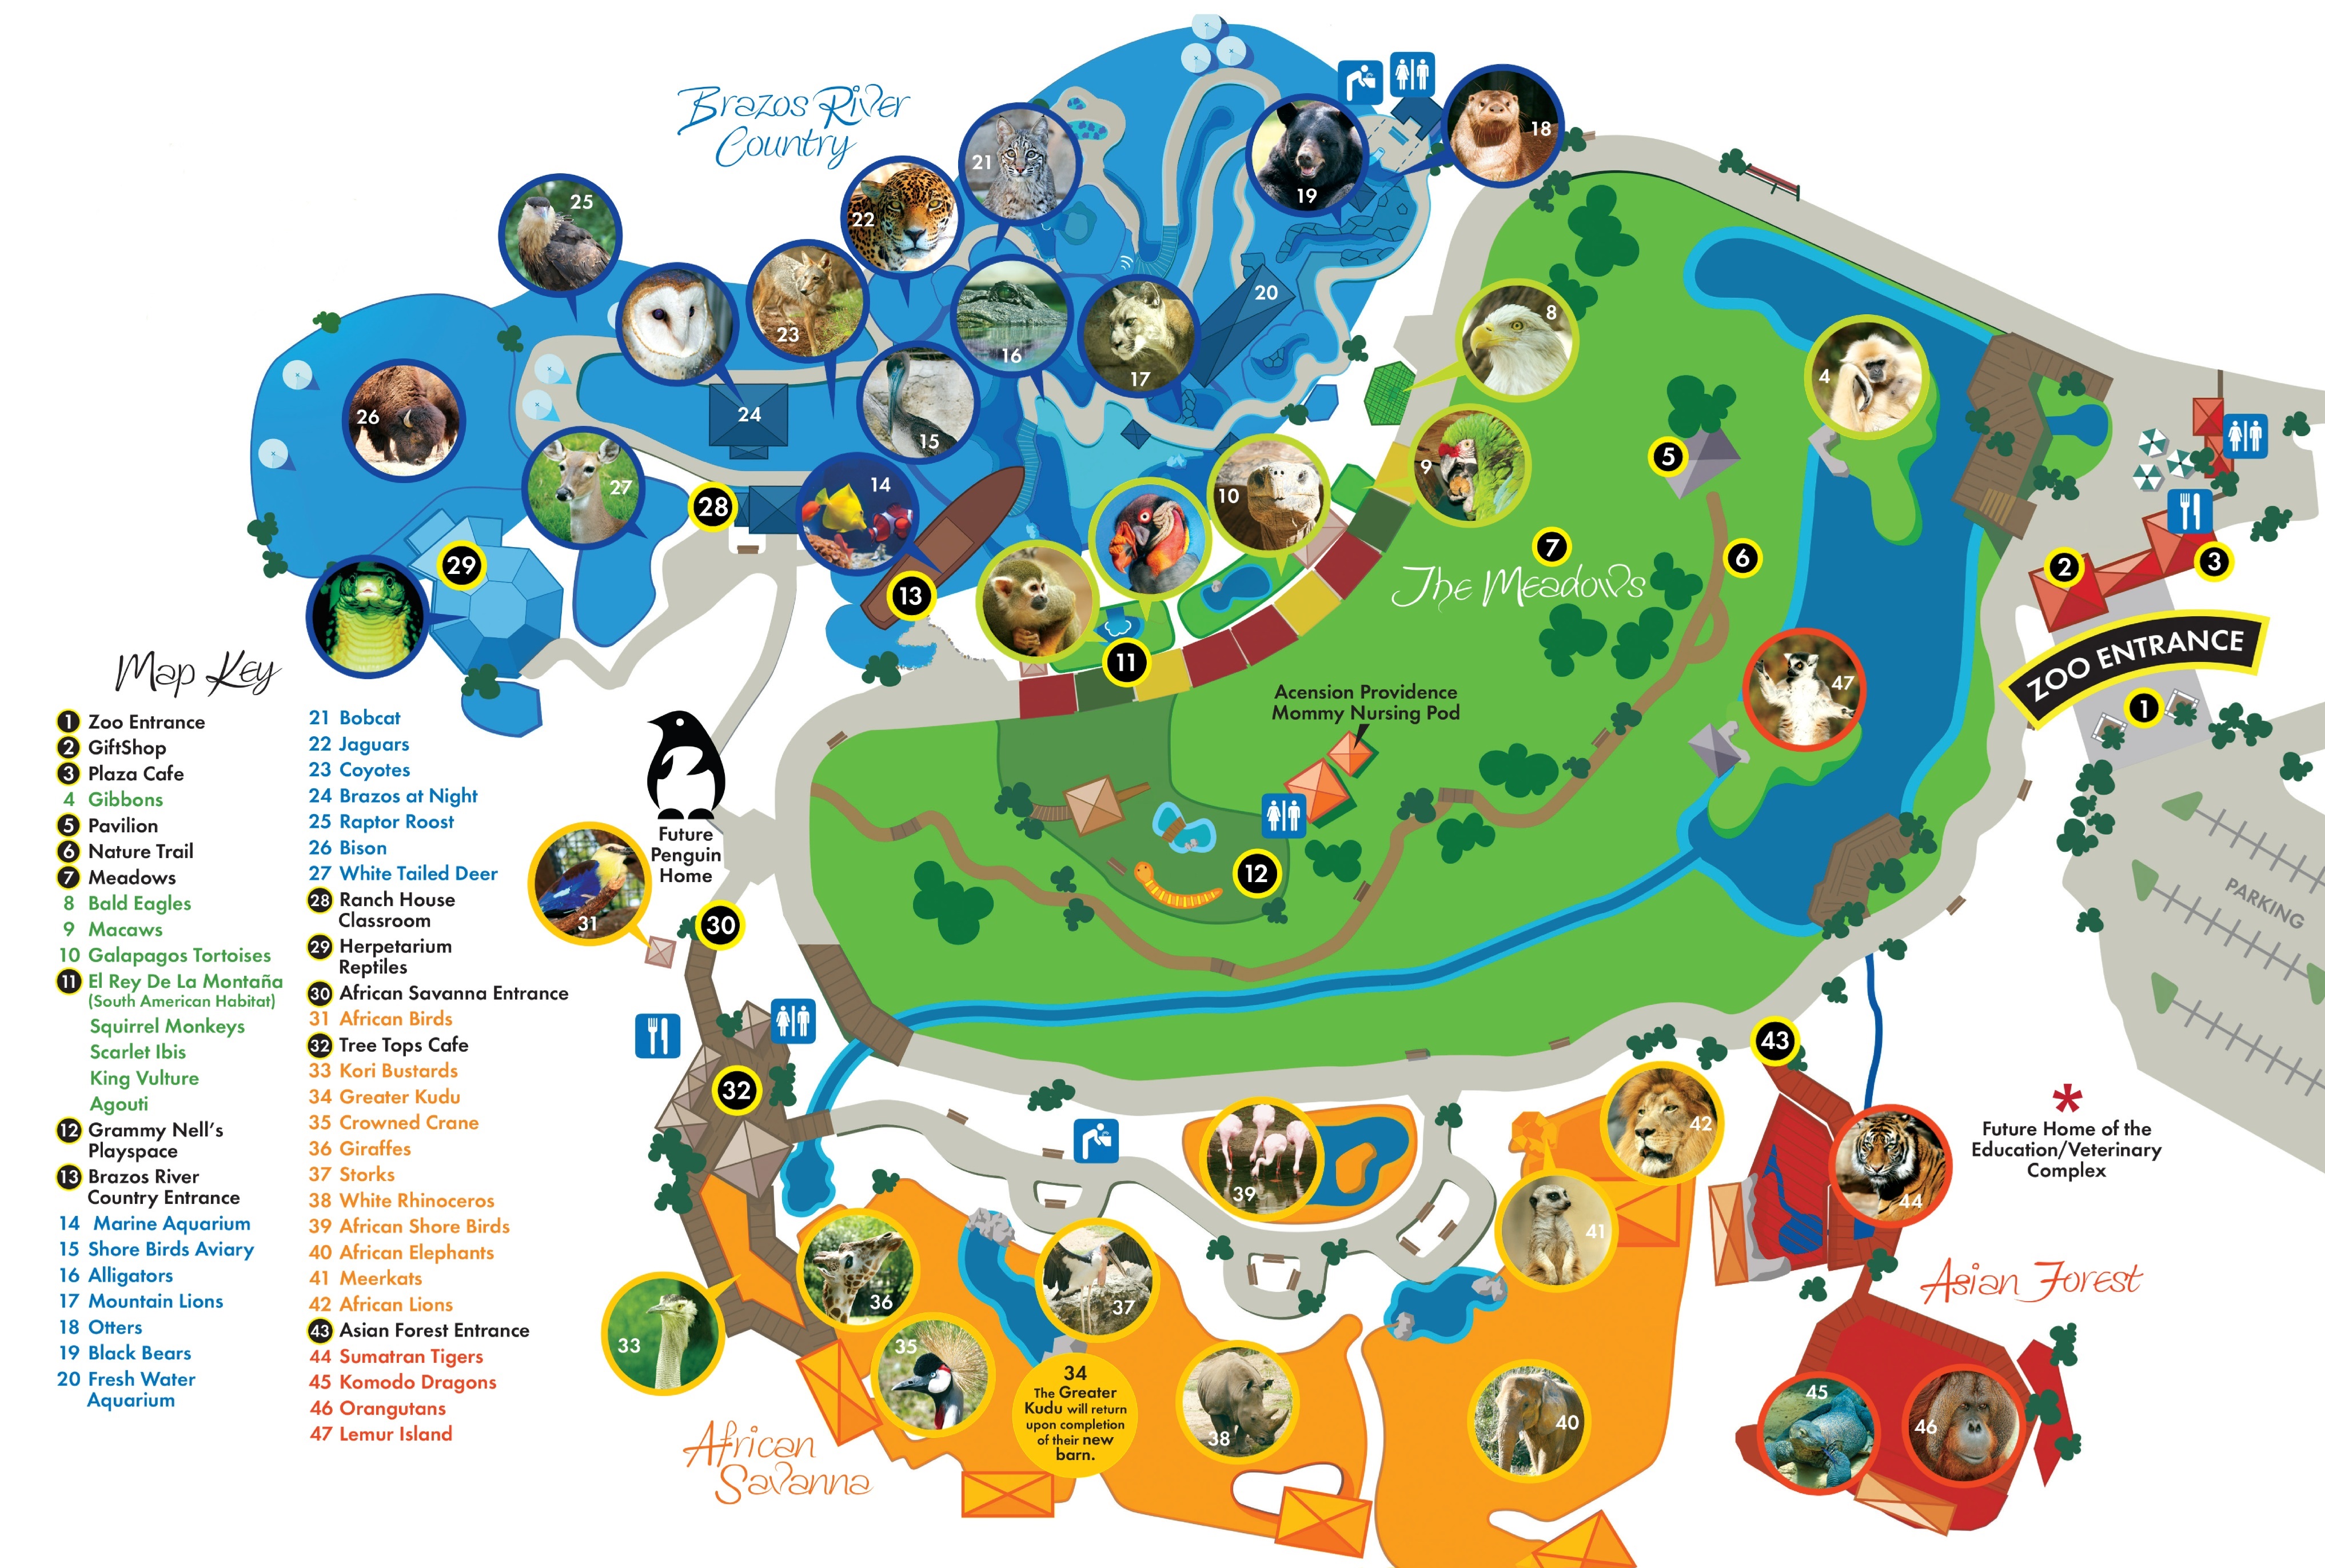 Brazos River
Country
25
21
22
18
19
23
20
8
16
17
4
24
26
15
5
9
27
14
10
28
7
6
The Meadows
29
13
11
2
3
ZOO ENTRANCE
1
47
Acension Providence
Mommy Nursing Pod
12
Future
Penguin
Home
31
30
PARKING
32
43
42
44
39
41
Future Home of the
Education/Veterinary
Complex
Asian Forest
36
37
33
35
34
The Greater
Kudu will return
upon completion
of their new
barn.
38
40
45
46
African
Savanna
Map Key
1 Zoo Entrance
2 GiftShop
3 Plaza Cafe
4 Gibbons
5 Pavilion
6 Nature Trail
7 Meadows
8 Bald Eagles
9 Macaws
10 Galapagos Tortoises
11 El Rey De La Montaña
(South American Habitat)
Squirrel Monkeys
Scarlet Ibis
King Vulture
Agouti
12 Grammy Nell's
Playspace
13 Brazos River
Country Entrance
14 Marine Aquarium
15 Shore Birds Aviary
16 Alligators
17 Mountain Lions
18 Otters
19 Black Bears
20 Fresh Water
Aquarium
21 Bobcat
22 Jaguars
23 Coyotes
24 Brazos at Night
25 Raptor Roost
26 Bison
27 White Tailed Deer
28 Ranch House
Classroom
29 Herpetarium
Reptiles
30 African Savanna Entrance
31 African Birds
32 Tree Tops Cafe
33 Kori Bustards
34 Greater Kudu
35 Crowned Crane
36 Giraffes
37 Storks
38 White Rhinoceros
39 African Shore Birds
40 African Elephants
41 Meerkats
42 African Lions
43 Asian Forest Entrance
44 Sumatran Tigers
45 Komodo Dragons
46 Orangutans
47 Lemur Island